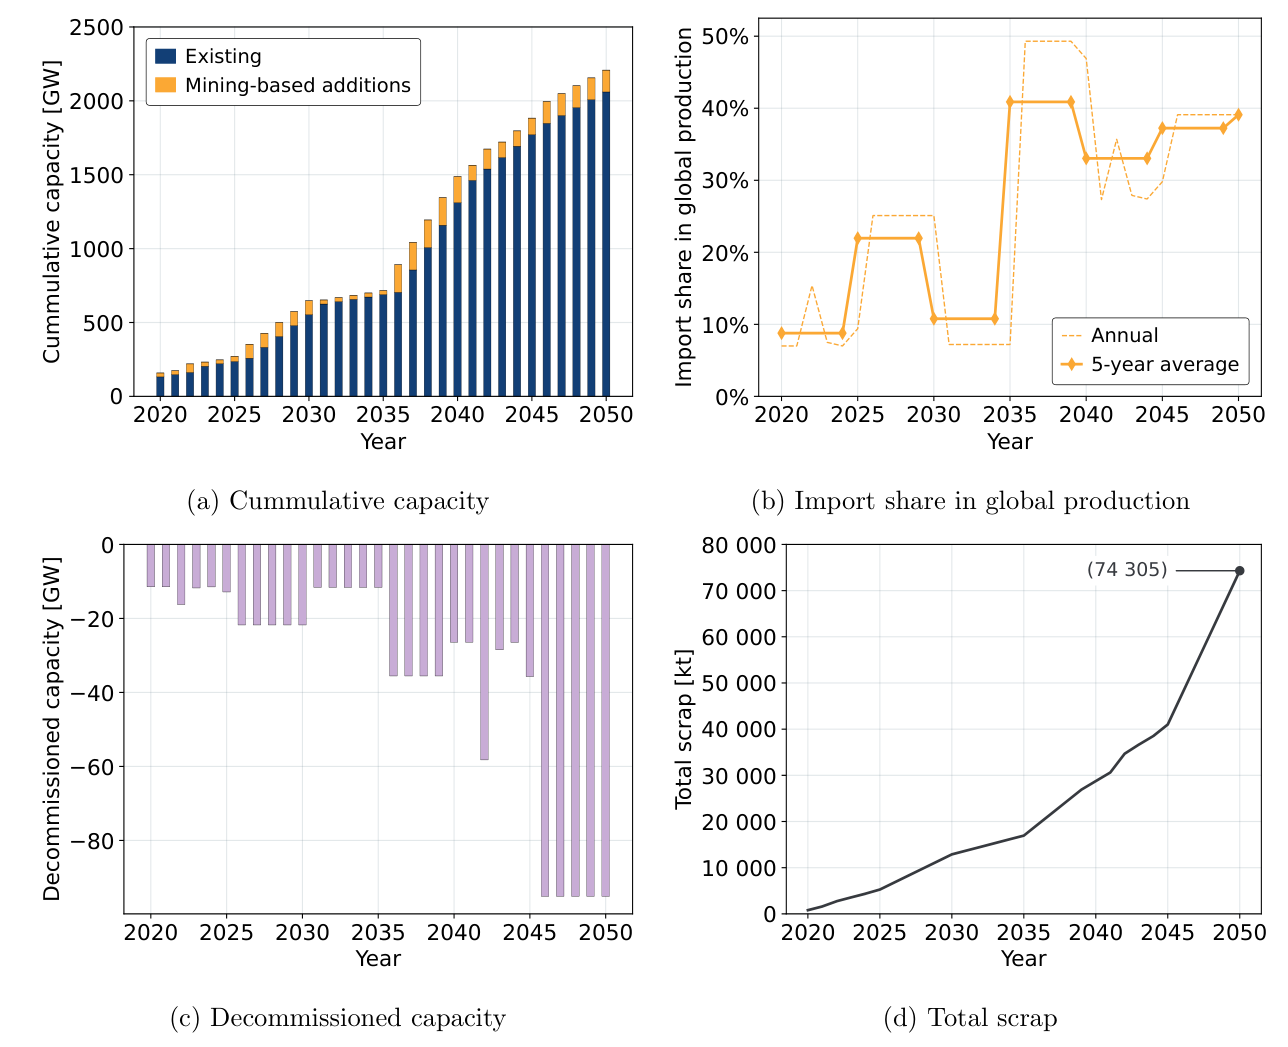 2500
2000
1500
1000
500
0
Cummulative capacity [GW]
Existing
Mining-based additions
2020 2025 2030 2035 2040 2045 2050
Year
(a) Cummulative capacity
50%
40%
30%
20%
10%
0%
Import share in global production
Annual
5-year average
2020 2025 2030 2035 2040 2045 2050
Year
(b) Import share in global production
0
−20
−40
−60
−80
Decommissioned capacity [GW]
2020 2025 2030 2035 2040 2045 2050
Year
(c) Decommissioned capacity
80 000
70 000
60 000
50 000
40 000
30 000
20 000
10 000
0
Total scrap [kt]
(74 305)
2020 2025 2030 2035 2040 2045 2050
Year
(d) Total scrap